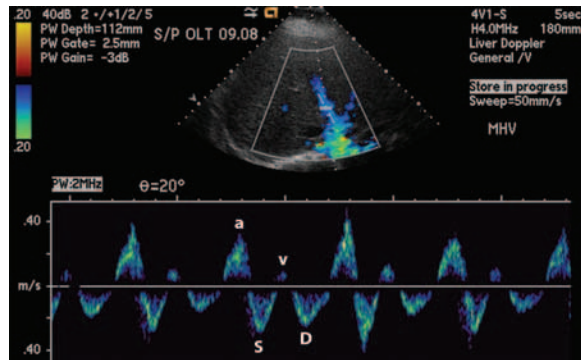 .20
40dB 2 ·/+1/2/5
PW Depth=112mm
PW Gate= 2.5mm
PW Gain= -3dB
S/P OLT 09.08
4V1-S 5sec
H4.0MHz 180mm
Liver Doppler
General /V
Store in progress
Sweep=50mm/s
MHV
.20
PW:2MHz
θ=20°
.40
a
v
m/s
S
D
.40